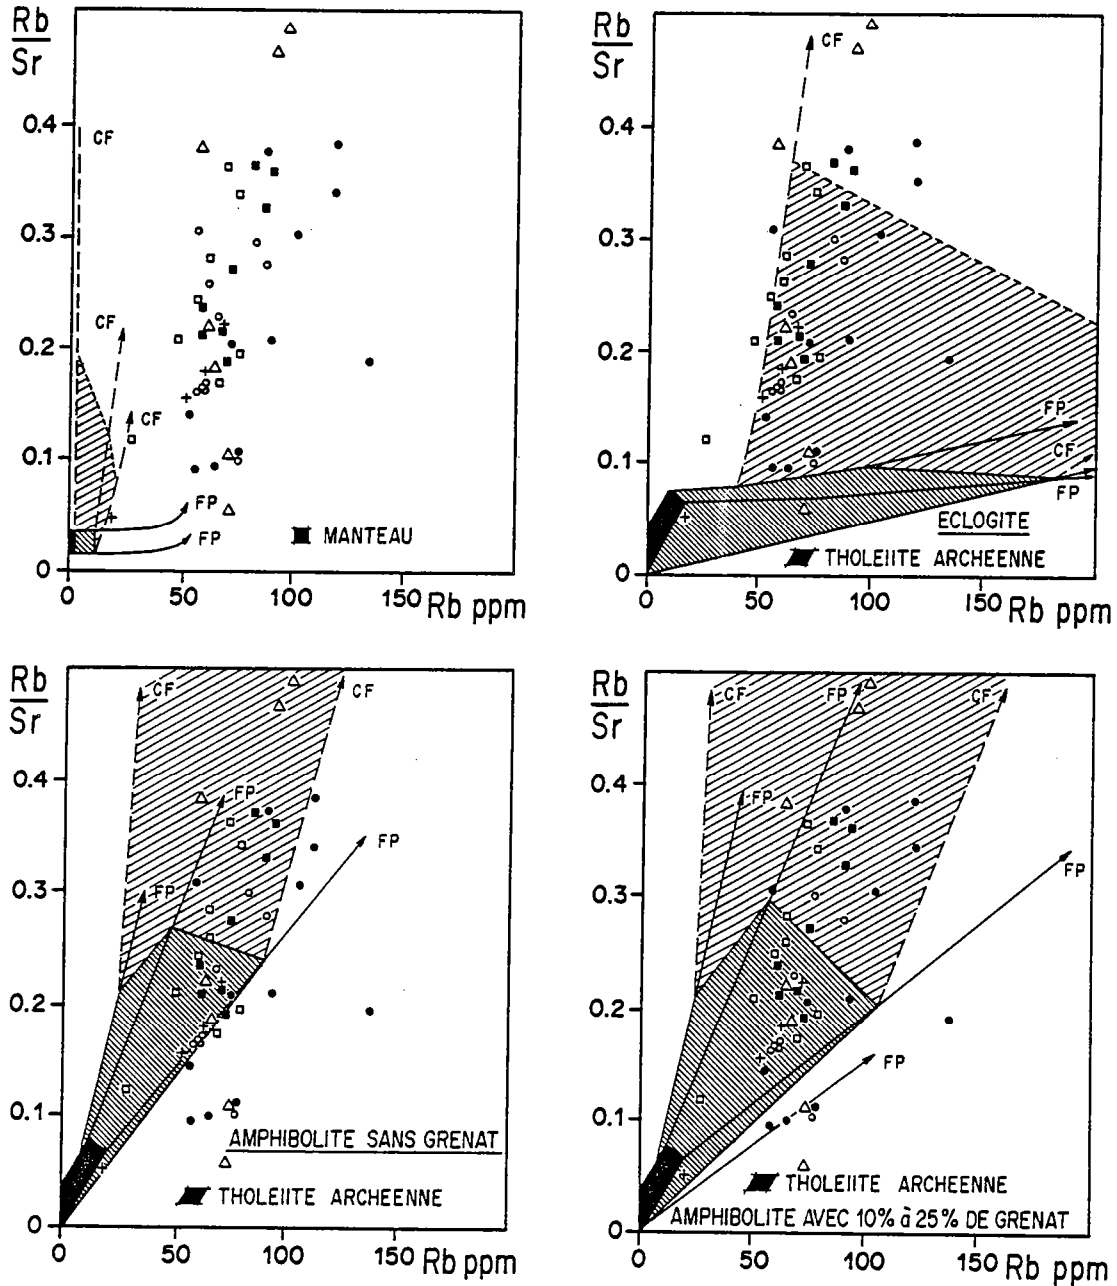 Rb
Sr
0.4
0.3
0.2
0.1
0
0
50
100
150
Rb ppm
CF
CF
CF
FP
FP
MANTEAU
Rb
Sr
0.4
0.3
0.2
0.1
0
0
50
100
150
Rb ppm
CF
FP
CF
FP
ECLOGITE
THOLEIITE ARCHEENNE
Rb
Sr
0.4
0.3
0.2
0.1
0
0
50
100
150
Rb ppm
CF
CF
FP
FP
FP
AMPHIBOLITE SANS GRENAT
THOLEIITE ARCHEENNE
Rb
Sr
0.4
0.3
0.2
0.1
0
0
50
100
150
Rb ppm
CF
FP
CF
FP
FP
FP
THOLEIITE ARCHEENNE
AMPHIBOLITE AVEC 10% à 25% DE GRENAT